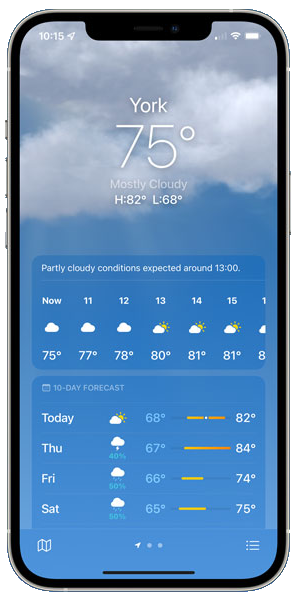 10:15
York
75°
Mostly Cloudy
H:82° L:68°
Partly cloudy conditions expected around 13:00.
Now 11 12 13 14 15 1
75° 77° 78° 80° 81° 81° 8
10-DAY FORECAST
Today 68° 82°
Thu 40% 67° 84°
Fri 50% 66° 74°
Sat 50% 65° 75°